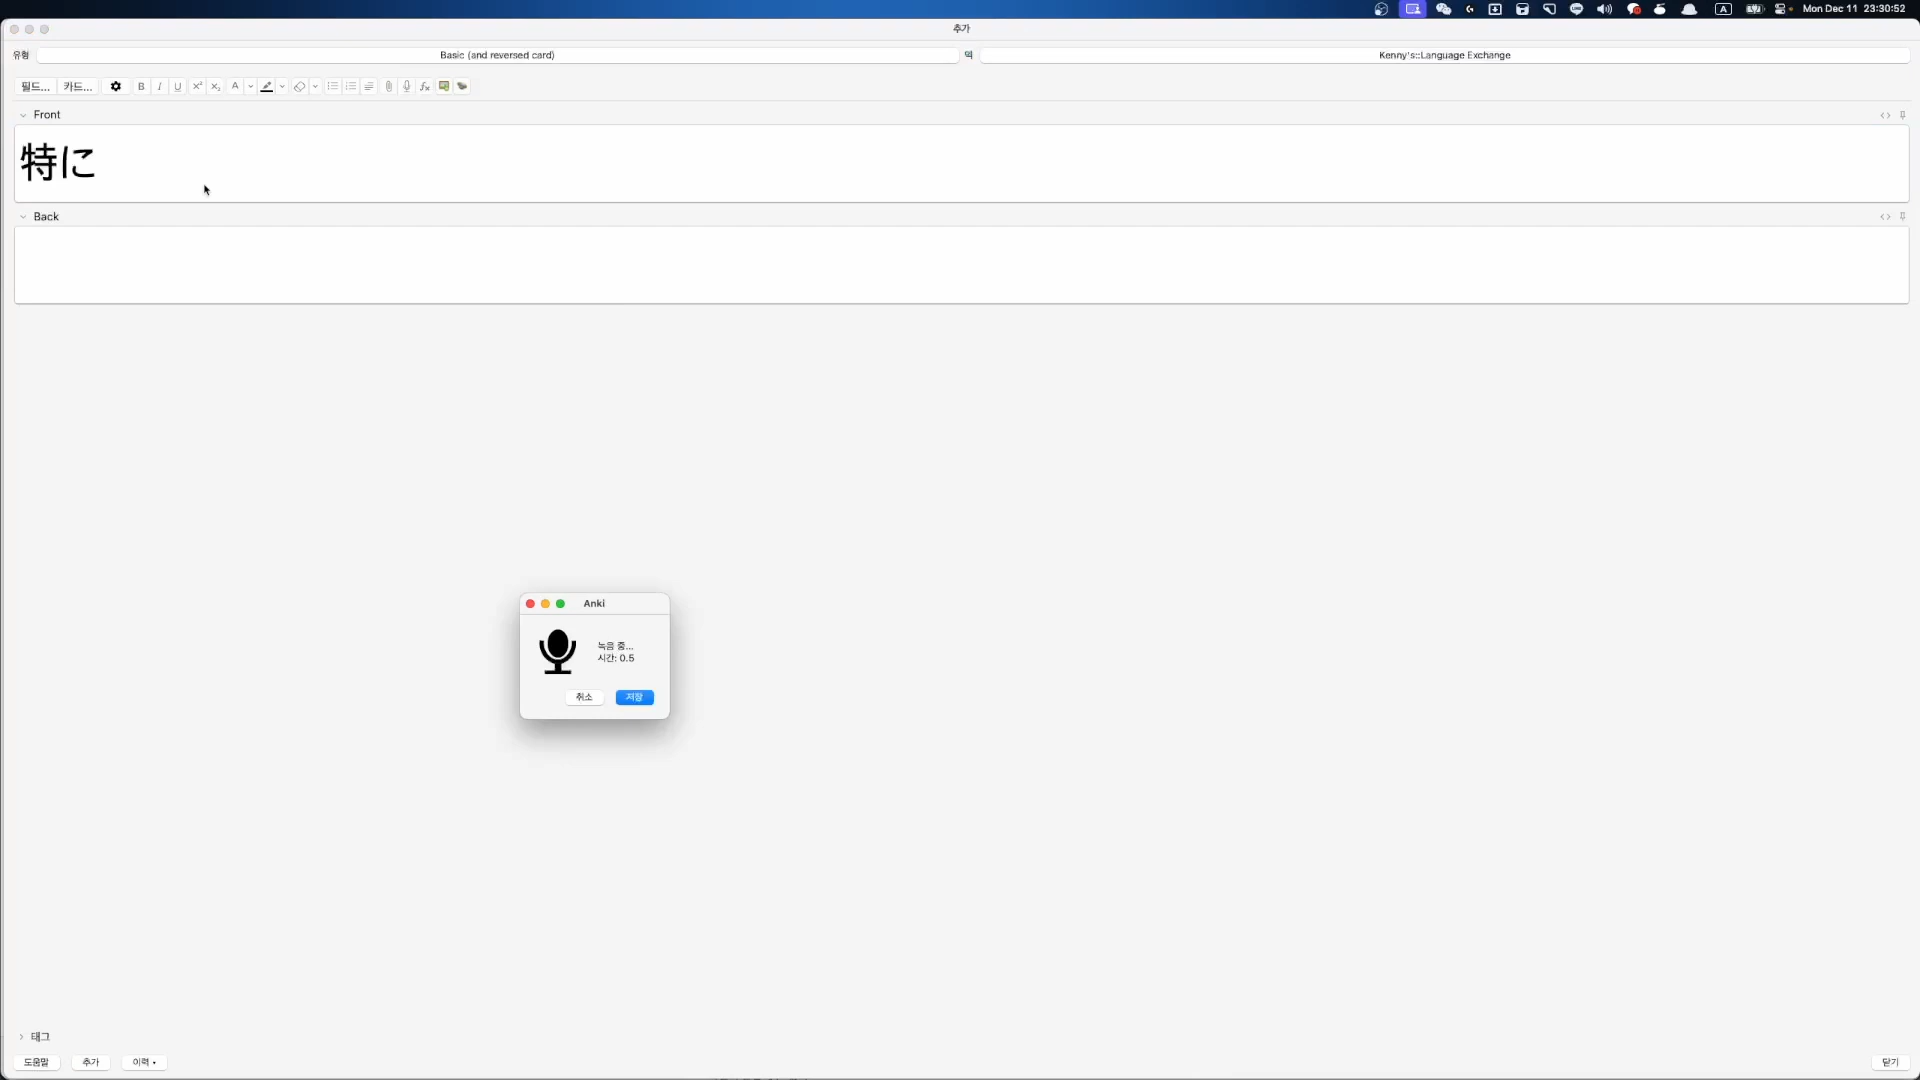 Mon Dec 11 23:30:52
추가
유형
Basic (and reversed card)
덱
Kenny's::Language Exchange
필드...
카드...
Front
特に
Back
Anki
녹음 중...
시간: 0.5
취소
저장
태그
도움말
추가
이력
닫기